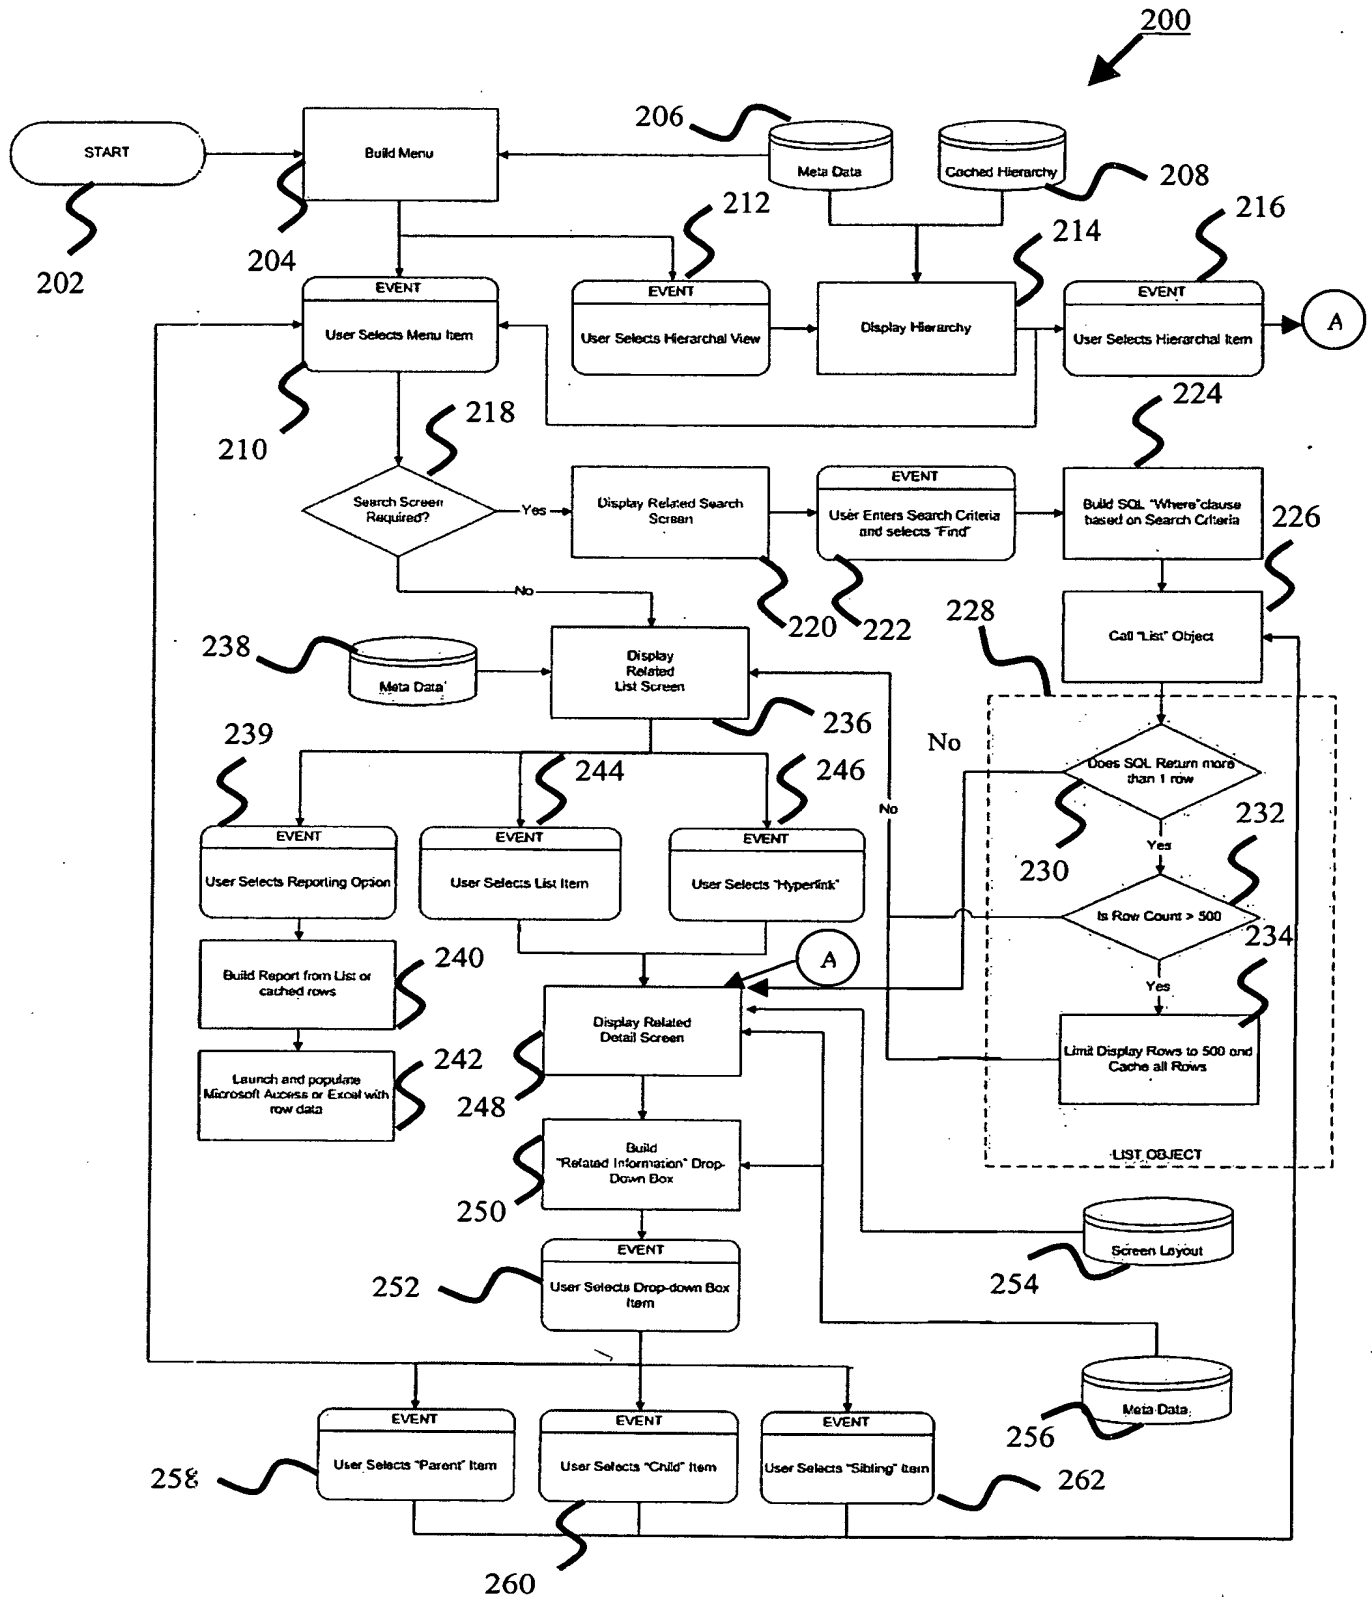 200
206
START
Build Menu
Meta Data
Cached Hierarchy
208
212
216
202
204
214
EVENT
User Selects Menu Item
EVENT
User Selects Hierarchal View
Display Hierarchy
EVENT
User Selects Hierarchal Item
A
210
218
224
Search Screen
Required?
Yes
Display Related Search
Screen
EVENT
User Enters Search Criteria
and selects "Find"
Build SQL "Where"clause
based on Search Criteria
226
No
220
222
228
238
Meta Data
Display
Related
List Screen
Call "List" Object
236
239
244
246
No
Does SQL Return more
than 1 row
No
230
Yes
232
EVENT
User Selects Reporting Option
EVENT
User Selects List Item
EVENT
User Selects "Hyperlink"
Is Row Count > 500
234
240
A
Build Report from List or
cached rows
Yes
Display Related
Detail Screen
Limit Display Rows to 500 and
Cache all Rows
242
Launch and populate
Microsoft Access or Excel with
row data
248
Build
"Related Information" Drop-
Down Box
LIST OBJECT
250
Screen Layout
254
EVENT
User Selects Drop-down Box
Item
252
Meta Data
256
EVENT
User Selects "Parent" Item
EVENT
User Selects "Child" Item
EVENT
User Selects "Sibling" Item
258
262
260